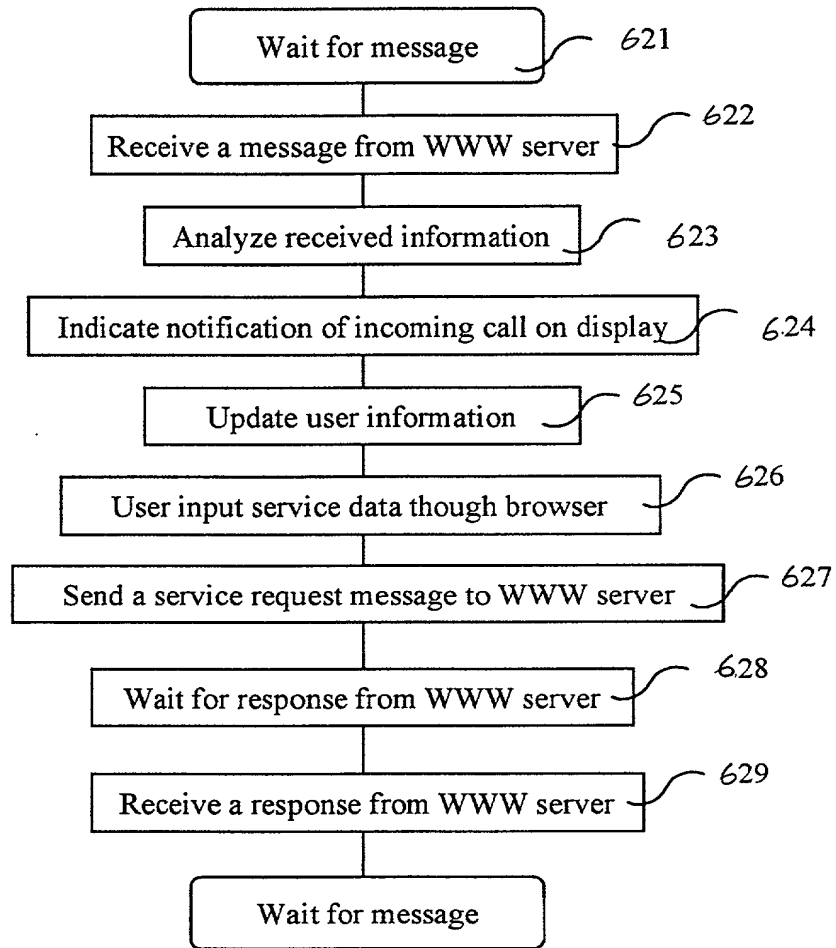 Wait for message 621
Receive a message from WWW server 622
Analyze received information 623
Indicate notification of incoming call on display 624
Update user information 625
User input service data though browser 626
Send a service request message to WWW server 627
Wait for response from WWW server 628
Receive a response from WWW server 629
Wait for message